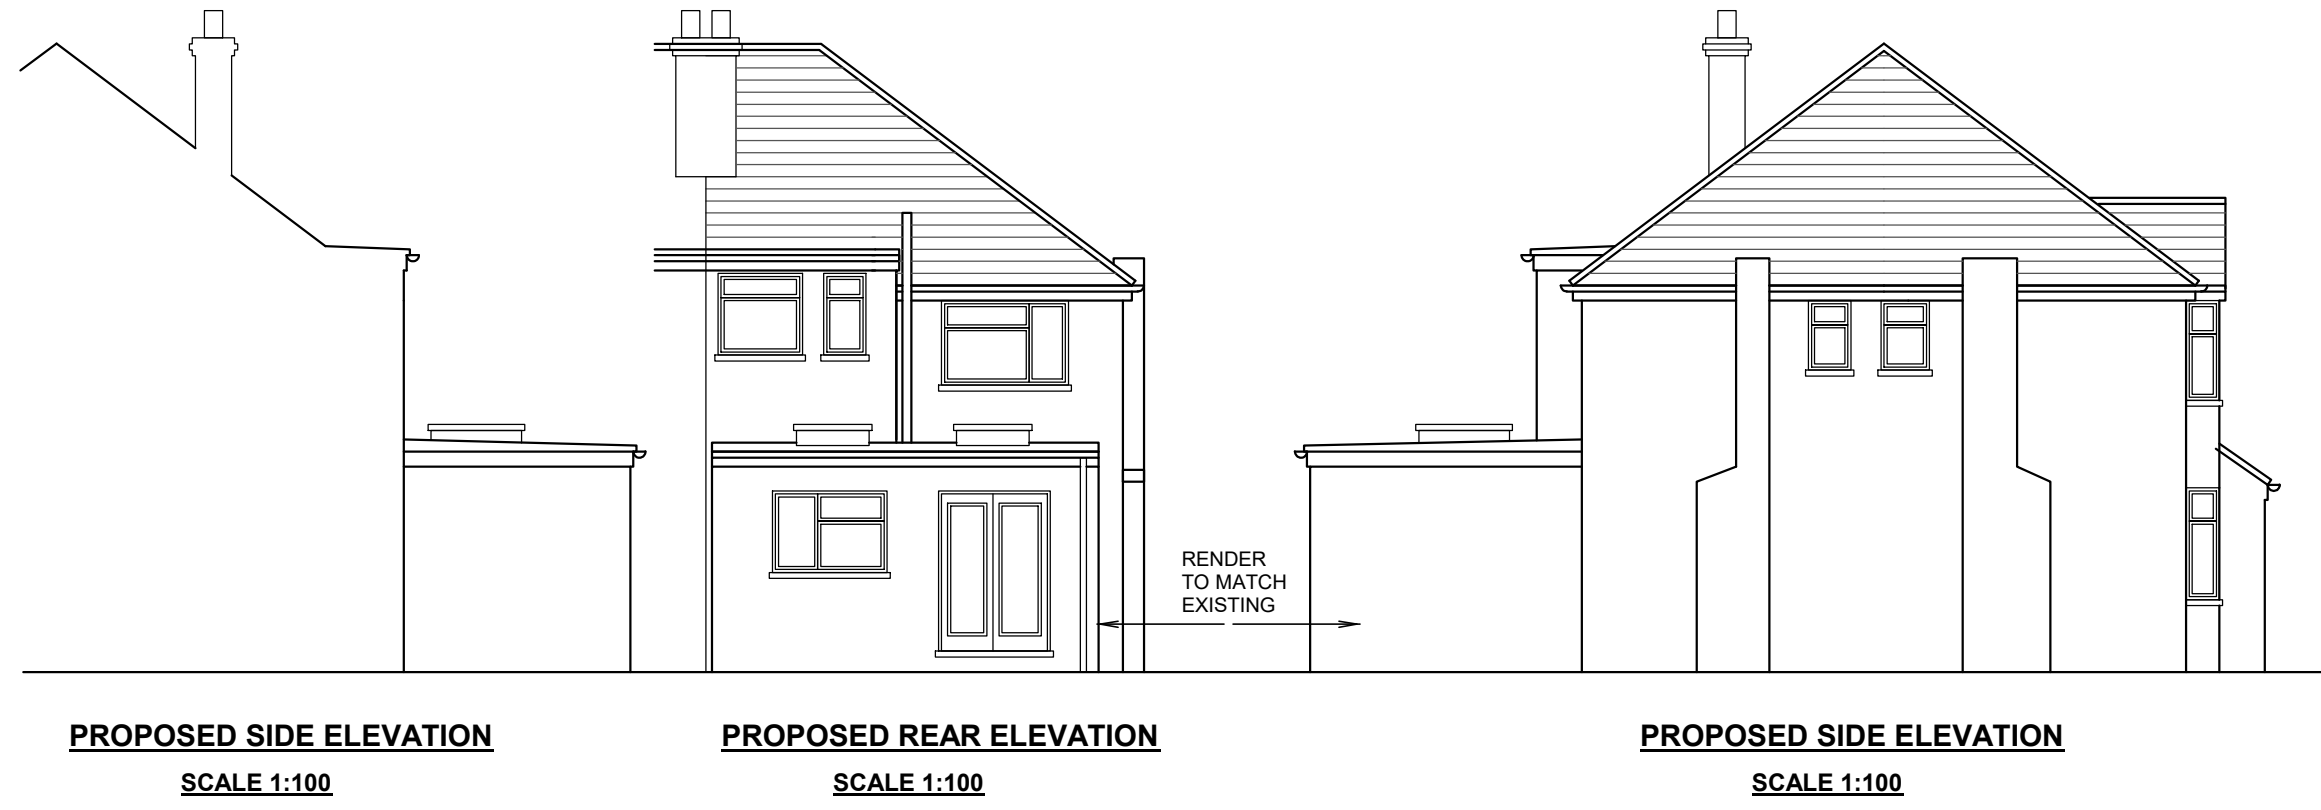 RENDER
TO MATCH
EXISTING
PROPOSED SIDE ELEVATION
SCALE 1:100
PROPOSED REAR ELEVATION
SCALE 1:100
PROPOSED SIDE ELEVATION
SCALE 1:100